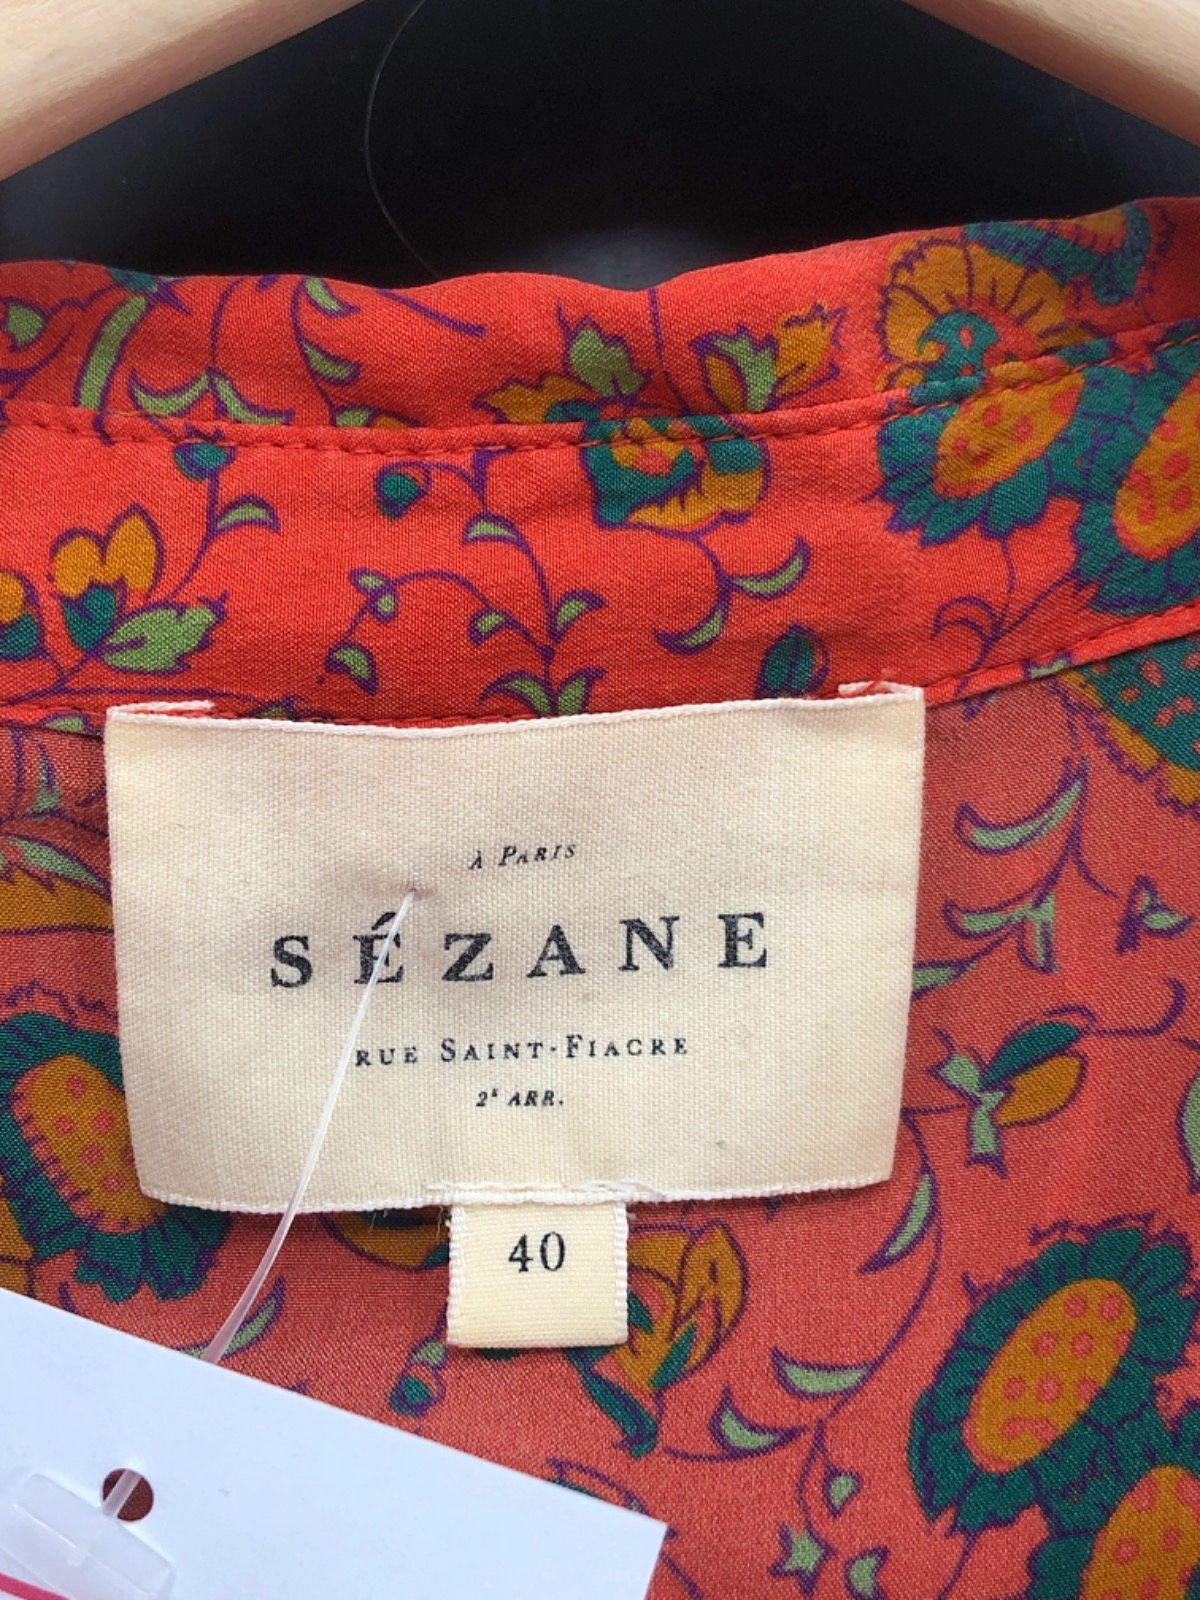 À PARIS
SÉZANE
RUE SAINT-FIACRE
2E ARR.
40